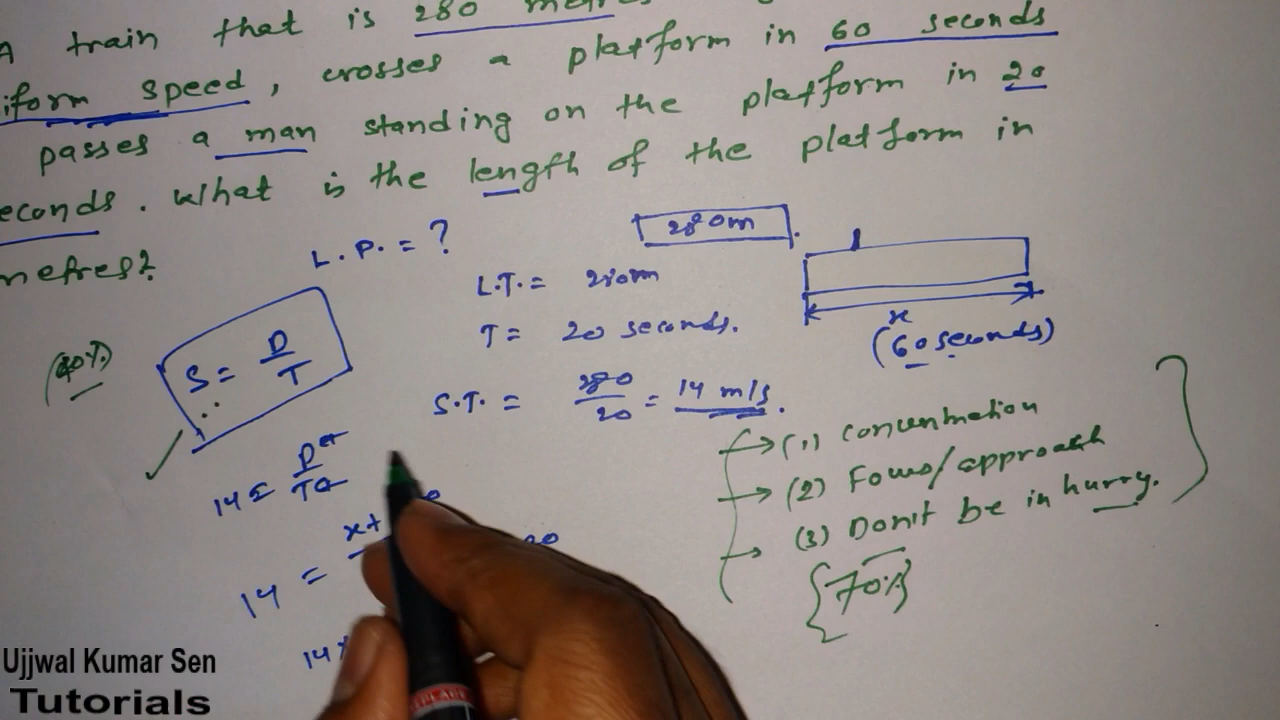 A train that is 280 metres
iform speed, crosses a platform in 60 seconds
passes a man standing on the platform in 20
econds. What is the length of the platform in
metres?
L.P. = ?
280m
L.T. = 280m
T = 20 seconds.
x
(60 seconds)
S = D/T
S.T. = 280/20 = 14 m/s.
14 =
14 = x+
14x
→(1) concentration
→(2) Focus/approach
→(3) Don't be in hurry.
{70%}
Ujjwal Kumar Sen
Tutorials